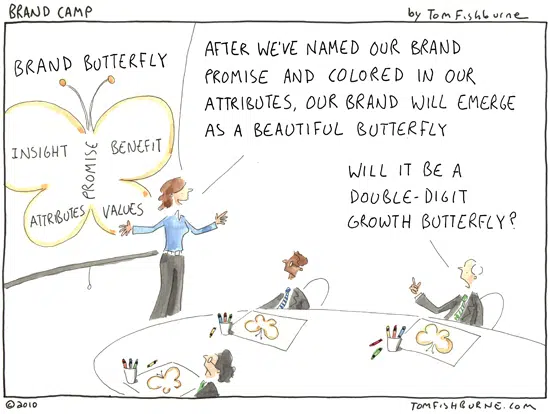 BRAND CAMP
by Tom Fishburne
BRAND BUTTERFLY
INSIGHT
PROMISE
BENEFIT
ATTRIBUTES
VALUES
AFTER WE'VE NAMED OUR BRAND
PROMISE AND COLORED IN OUR
ATTRIBUTES, OUR BRAND WILL EMERGE
AS A BEAUTIFUL BUTTERFLY
WILL IT BE A
DOUBLE-DIGIT
GROWTH BUTTERFLY?
©2010
TOMFISHBURNE.COM